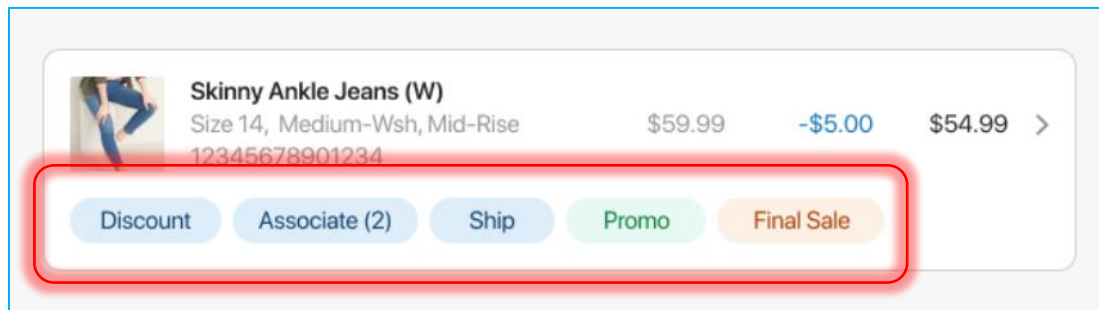 Skinny Ankle Jeans (W)
Size 14, Medium-Wsh, Mid-Rise $59.99 -$5.00 $54.99 >
12345678901234
Discount Associate (2) Ship Promo Final Sale